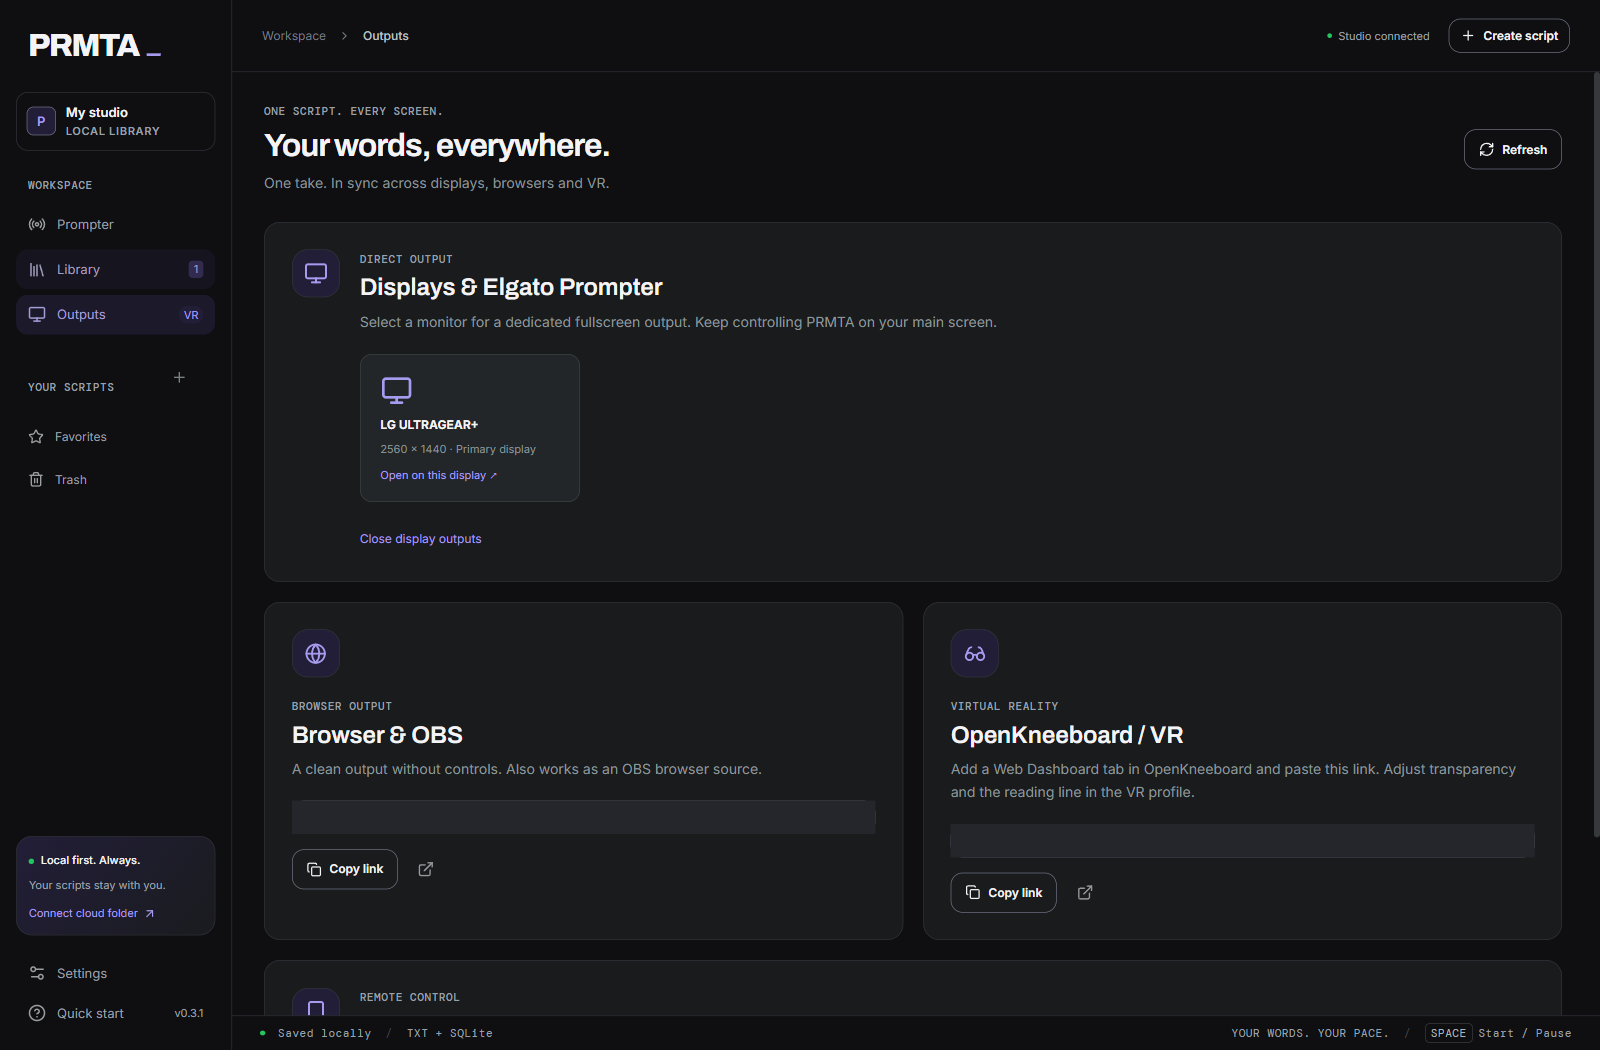 PRMTA _
P
My studio
LOCAL LIBRARY
WORKSPACE
Prompter
Library 1
Outputs VR
YOUR SCRIPTS
Favorites
Trash
Local first. Always.
Your scripts stay with you.
Connect cloud folder
Settings
Quick start v0.3.1
Workspace Outputs
Studio connected
Create script
ONE SCRIPT. EVERY SCREEN.
Your words, everywhere.
One take. In sync across displays, browsers and VR.
Refresh
DIRECT OUTPUT
Displays & Elgato Prompter
Select a monitor for a dedicated fullscreen output. Keep controlling PRMTA on your main screen.
LG ULTRAGEAR+
2560 × 1440 · Primary display
Open on this display ↗
Close display outputs
BROWSER OUTPUT
Browser & OBS
A clean output without controls. Also works as an OBS browser source.
Copy link
VIRTUAL REALITY
OpenKneeboard / VR
Add a Web Dashboard tab in OpenKneeboard and paste this link. Adjust transparency
and the reading line in the VR profile.
Copy link
REMOTE CONTROL
Saved locally / TXT + SQLite
YOUR WORDS. YOUR PACE. / SPACE Start / Pause